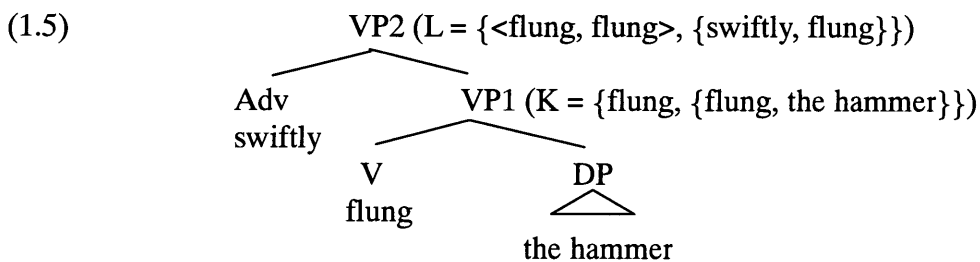 (1.5) VP2 (L = {<flung, flung>, {swiftly, flung}})
Adv VP1 (K = {flung, {flung, the hammer}})
swiftly
V DP
flung
the hammer